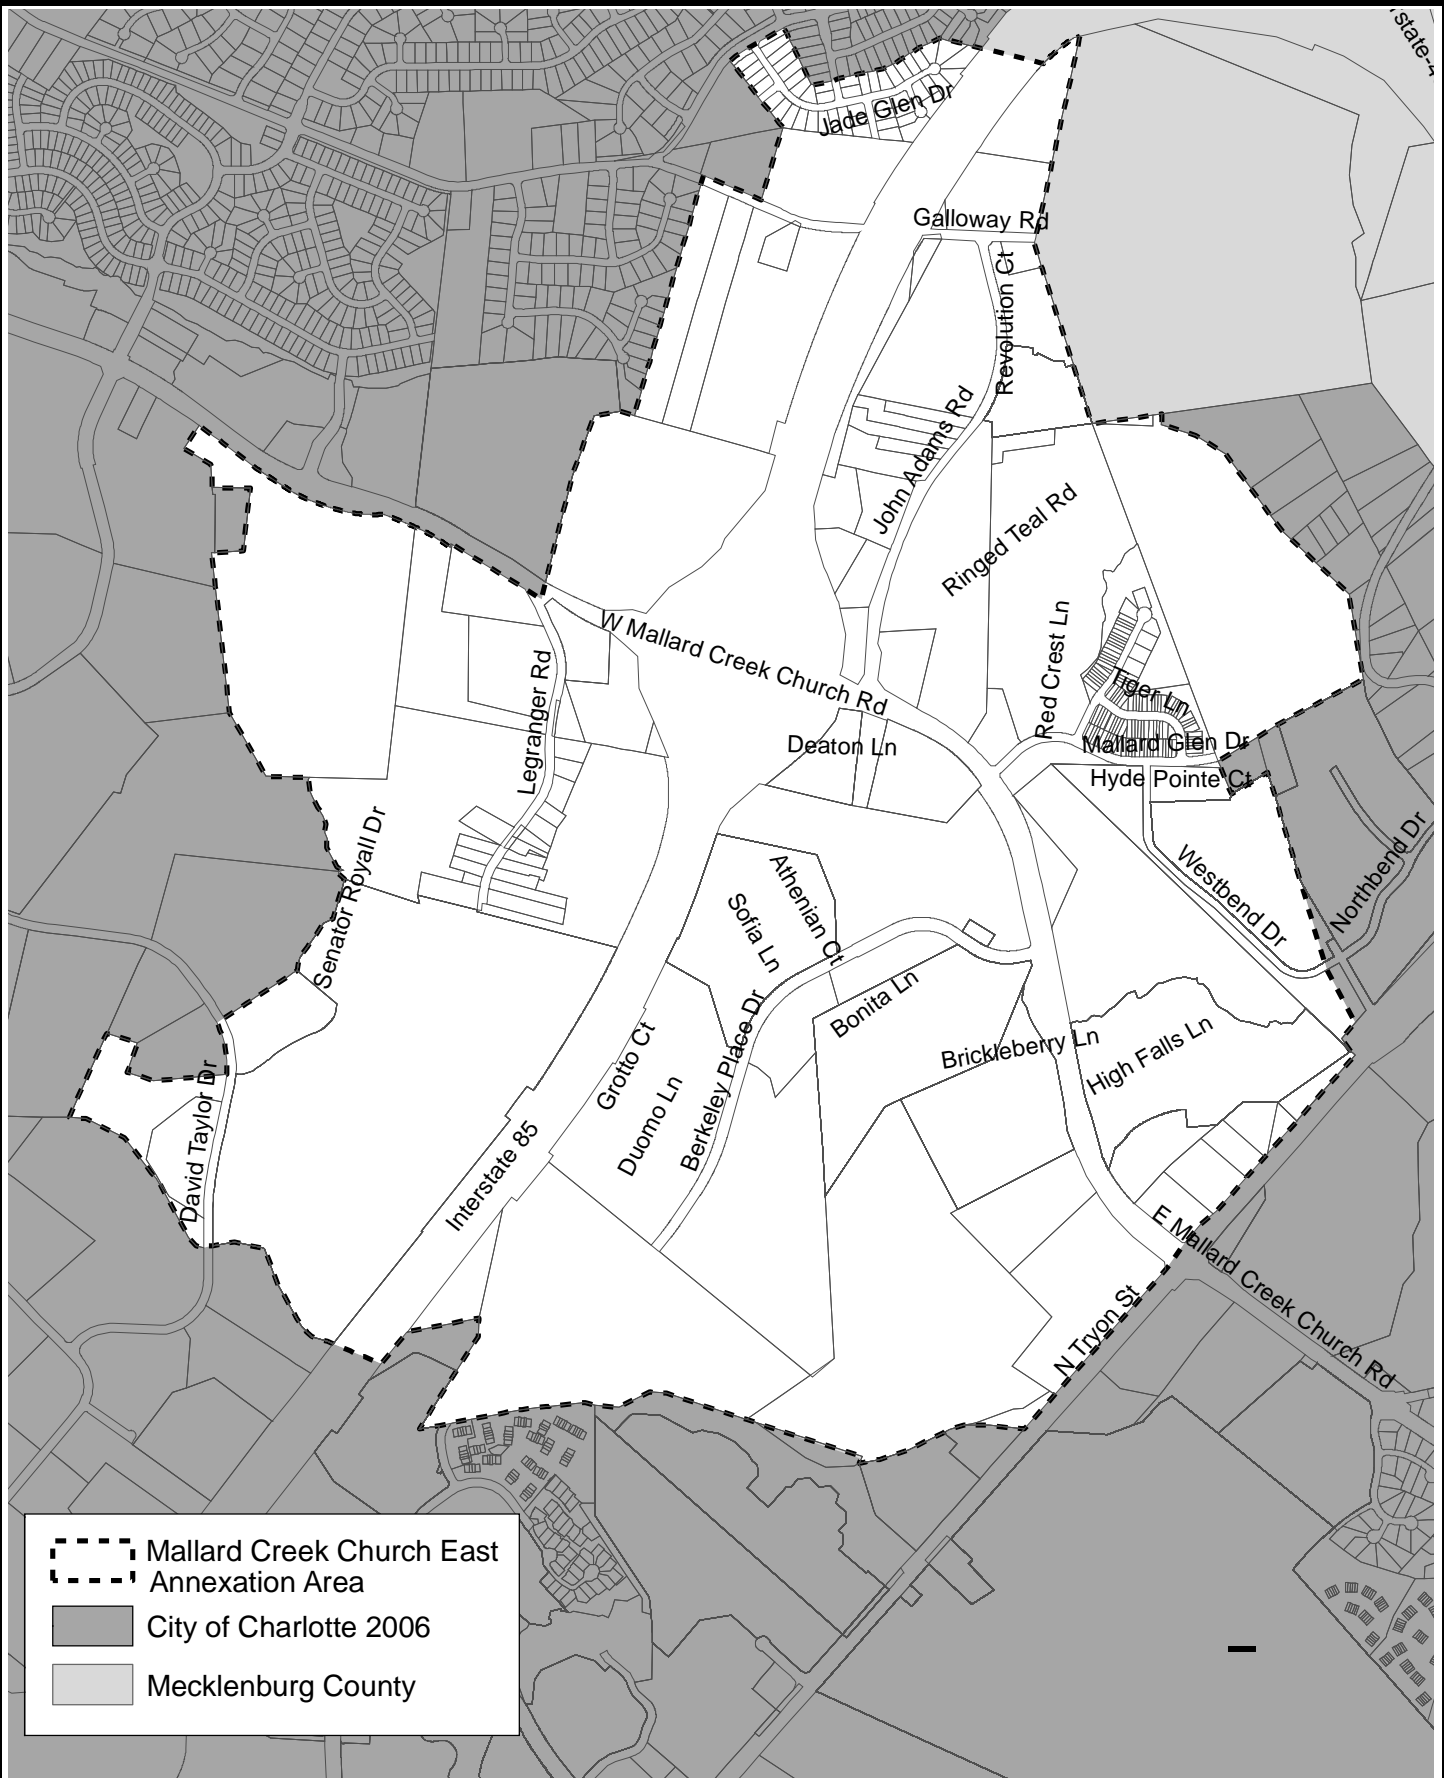 rstate-4
Jade Glen Dr
Galloway Rd
Revolution Ct
John Adams Rd
Ringed Teal Rd
W Mallard Creek Church Rd
Red Crest Ln
Tiger Ln
Legranger Rd
Deaton Ln
Mallard Glen Dr
Hyde Pointe Ct
Senator Royall Dr
Athenian Ct
Sofia Ln
Westbend Dr
Northbend Dr
Bonita Ln
Berkeley Place Dr
Brickleberry Ln
High Falls Ln
Grotto Ct
Duomo Ln
David Taylor Dr
Interstate 85
E Mallard Creek Church Rd
N Tryon St
Mallard Creek Church East
Annexation Area
City of Charlotte 2006
Mecklenburg County